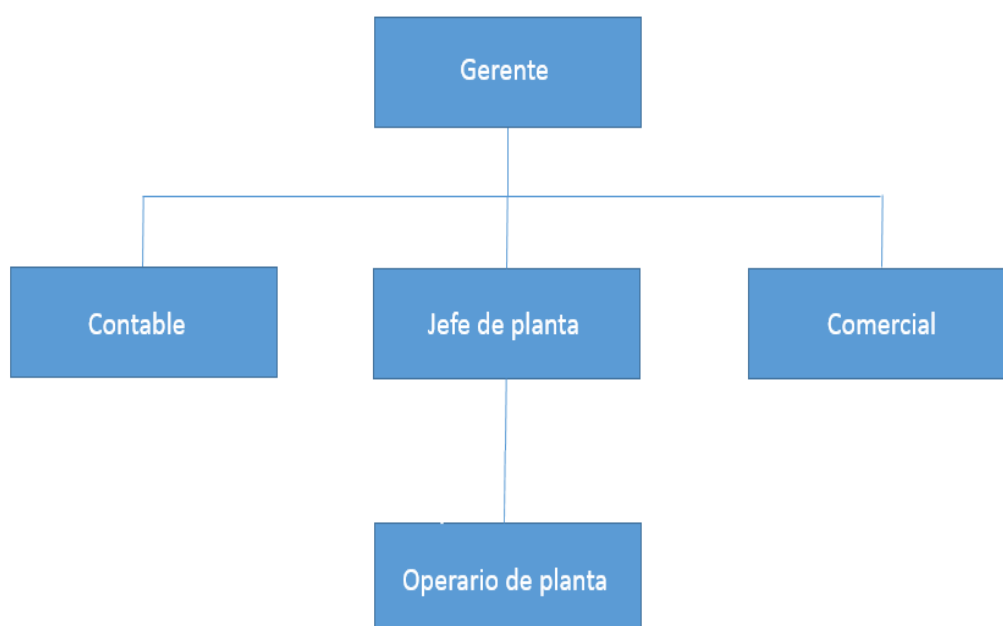 Gerente
Contable
Jefe de planta
Comercial
Operario de planta